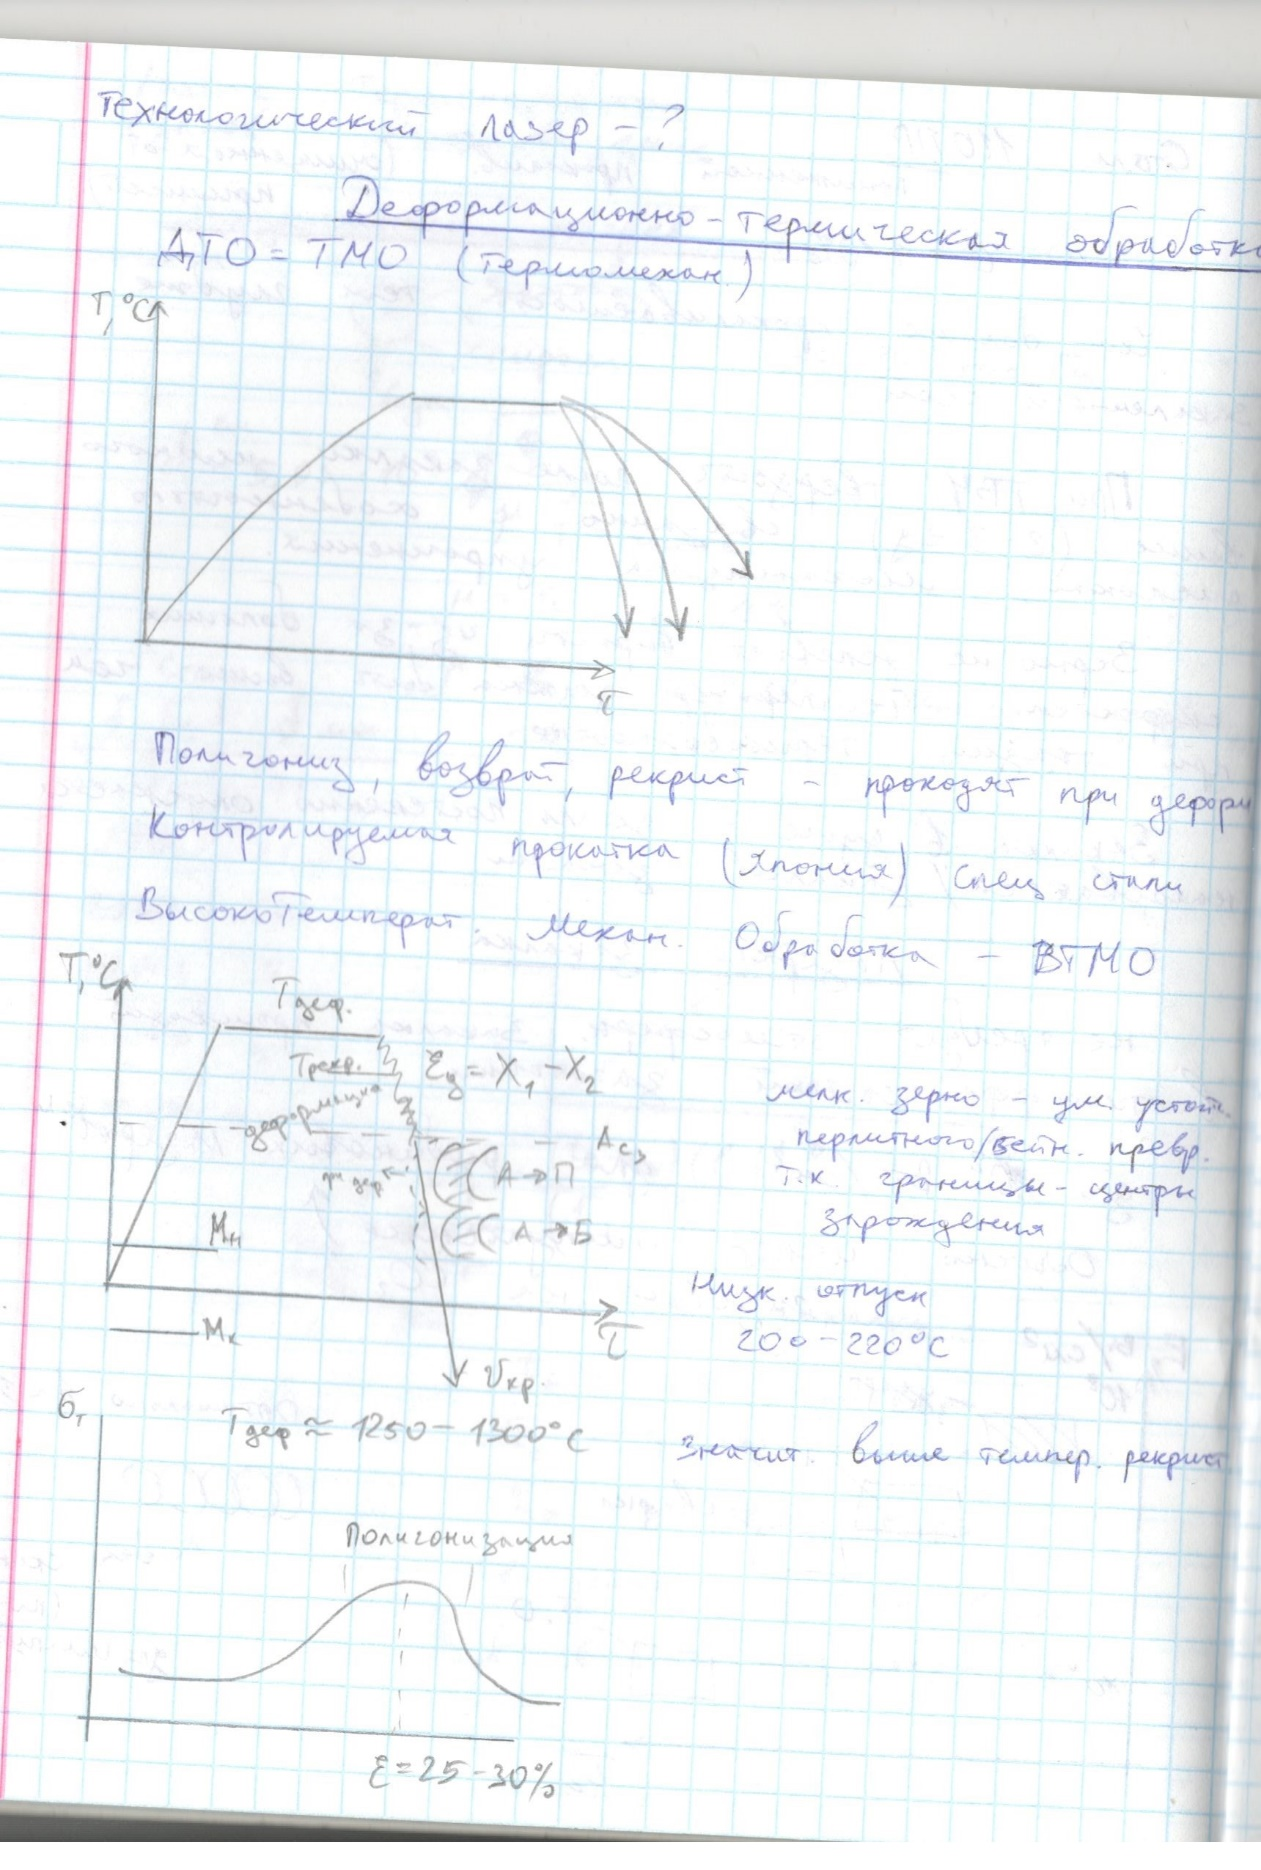 Технологический лазер - ?
Деформационно-термическая обработка
ДТО = ТМО (термомехан.)
T, °C
τ
Полигониз, возврат, рекрист - проходят при деформ
Контролируемая прокатка (Япония) спец стали
ВысокоТемперат. Механ. Обработка - ВТМО
T, °C
Tдеф.
Трекр.
Ɛу = X₁ - X₂
деформация
Ac₃
A→П
A→Б
Mн
τ
Mк
Vкр.
мелк. зерно - ум. устойч.
перлитного/бейн. превр.
т.к. границы - центры
зарождения
Низк. отпуск
200-220°C
σт
Tдеф ≈ 1250 - 1300°C
Значит. выше темпер. рекрист
Полигонизация
Ɛ=25-30%